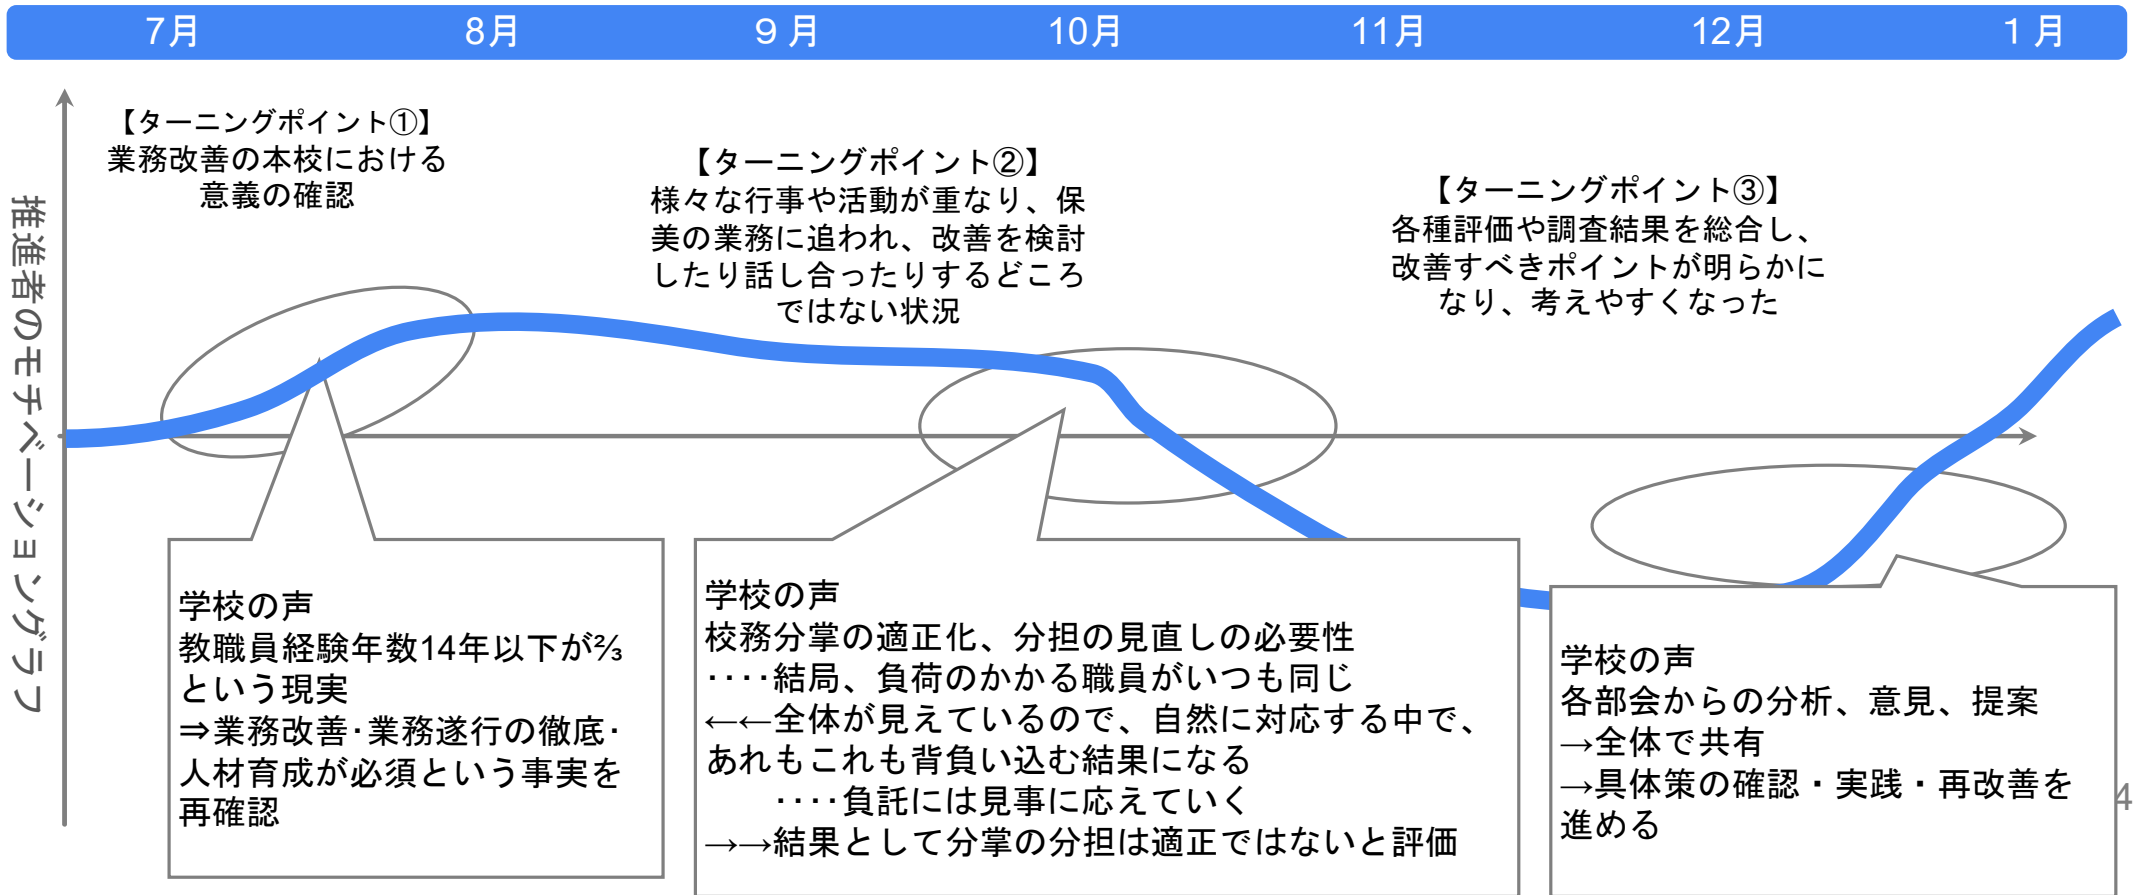 7月 8月 ９月 10月 11月 12月 １月
推進者のモチベーショングラフ
【ターニングポイント①】
業務改善の本校における
意義の確認
【ターニングポイント②】
様々な行事や活動が重なり、保
美の業務に追われ、改善を検討
したり話し合ったりするどころ
ではない状況
【ターニングポイント③】
各種評価や調査結果を総合し、
改善すべきポイントが明らかに
なり、考えやすくなった
学校の声
教職員経験年数14年以下が⅔
という現実
⇒業務改善･業務遂行の徹底･
人材育成が必須という事実を
再確認
学校の声
校務分掌の適正化、分担の見直しの必要性
‥‥結局、負荷のかかる職員がいつも同じ
←←全体が見えているので、自然に対応する中で、
あれもこれも背負い込む結果になる
‥‥負託には見事に応えていく
→→結果として分掌の分担は適正ではないと評価
学校の声
各部会からの分析、意見、提案
→全体で共有
→具体策の確認・実践・再改善を
進める
4